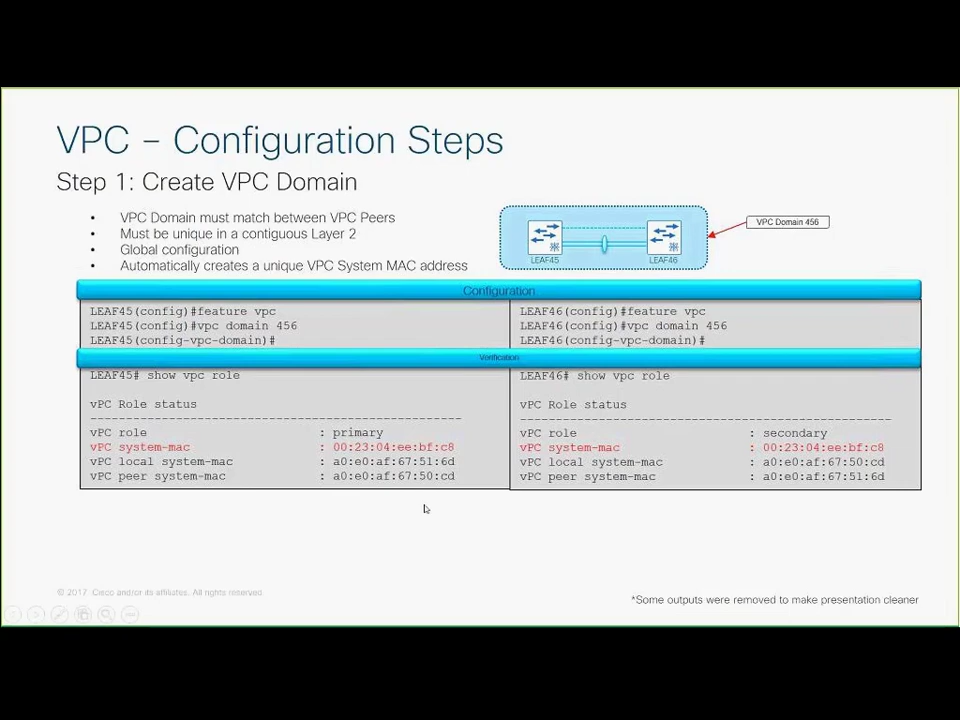 VPC – Configuration Steps
Step 1: Create VPC Domain
• VPC Domain must match between VPC Peers
• Must be unique in a contiguous Layer 2
• Global configuration
• Automatically creates a unique VPC System MAC address
LEAF45
LEAF46
VPC Domain 456
Configuration
LEAF45(config)#feature vpc
LEAF45(config)#vpc domain 456
LEAF45(config-vpc-domain)#
LEAF46(config)#feature vpc
LEAF46(config)#vpc domain 456
LEAF46(config-vpc-domain)#
Verification
LEAF45# show vpc role
vPC Role status
----------------------------------------------------
vPC role : primary
vPC system-mac : 00:23:04:ee:bf:c8
vPC local system-mac : a0:e0:af:67:51:6d
vPC peer system-mac : a0:e0:af:67:50:cd
LEAF46# show vpc role
vPC Role status
----------------------------------------------------
vPC role : secondary
vPC system-mac : 00:23:04:ee:bf:c8
vPC local system-mac : a0:e0:af:67:50:cd
vPC peer system-mac : a0:e0:af:67:51:6d
© 2017 Cisco and/or its affiliates. All rights reserved.
*Some outputs were removed to make presentation cleaner